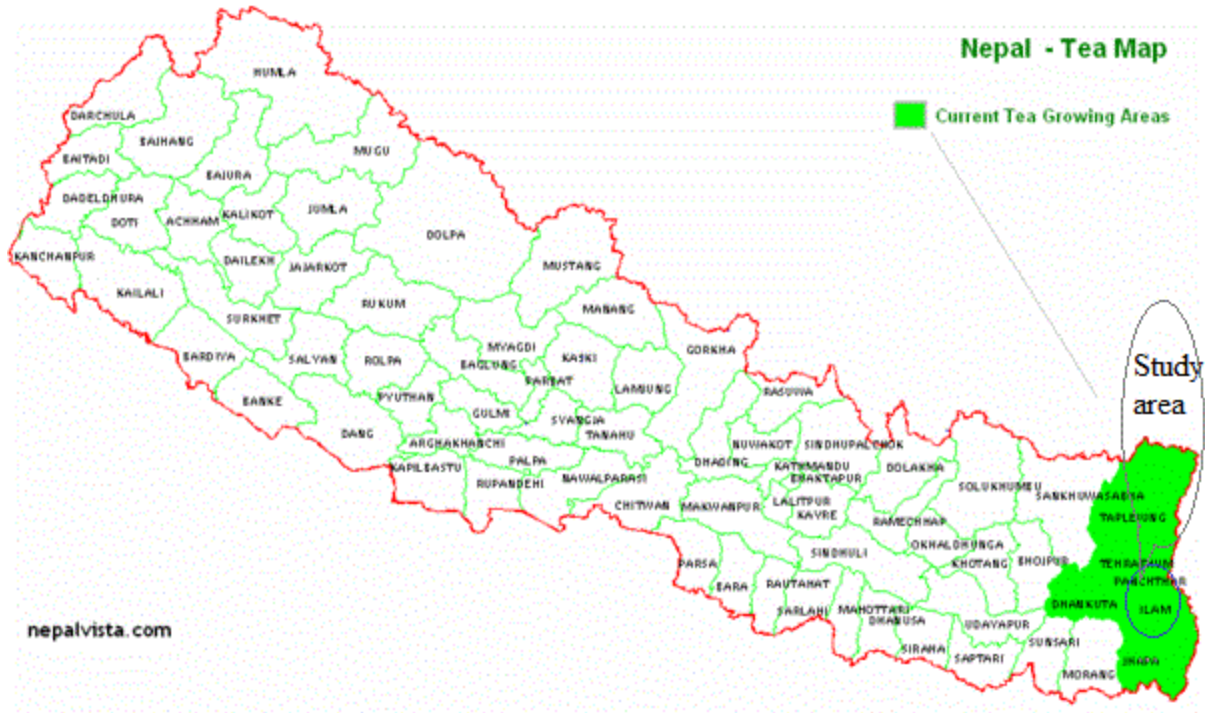 Nepal - Tea Map
Current Tea Growing Areas
HUMLA
DARCHULA
BAJHANG
BAITADI
MUGU
BAJURA
DADELDHURA
DOTI
ACHHAM
KALIKOT
JUMLA
DOLPA
KANCHANPUR
DAILEKH
JAJARKOT
MUSTANG
KAILALI
RUKUM
MANANG
SURKHET
BARDIYA
SALYAN
ROLPA
MYAGDI
BAGLUNG
KASKI
GORKHA
PARBAT
LAMJUNG
RASUWA
Study
area
BANKE
PYUTHAN
GULMI
SYANGJA
DANG
TANAHU
ARGHAKHANCHI
NUWAKOT
SINDHUPALCHOK
KAPILBASTU
PALPA
DHADING
KATHMANDU
DOLAKHA
RUPANDEHI
NAWALPARASI
BHAKTAPUR
SOLUKHUMBU
SANKHUWASABHA
CHITWAN
MAKWANPUR
LALITPUR
KAVRE
TAPLEJUNG
RAMECHHAP
OKHALDHUNGA
SINDHULI
KHOTANG
BHOJPUR
TEHRATHUM
PARSA
PANCHTHAR
BARA
RAUTAHAT
DHANKUTA
ILAM
SARLAHI
MAHOTTARI
DHANUSA
UDAYAPUR
nepalvista.com
SIRAHA
SUNSARI
SAPTARI
JHAPA
MORANG